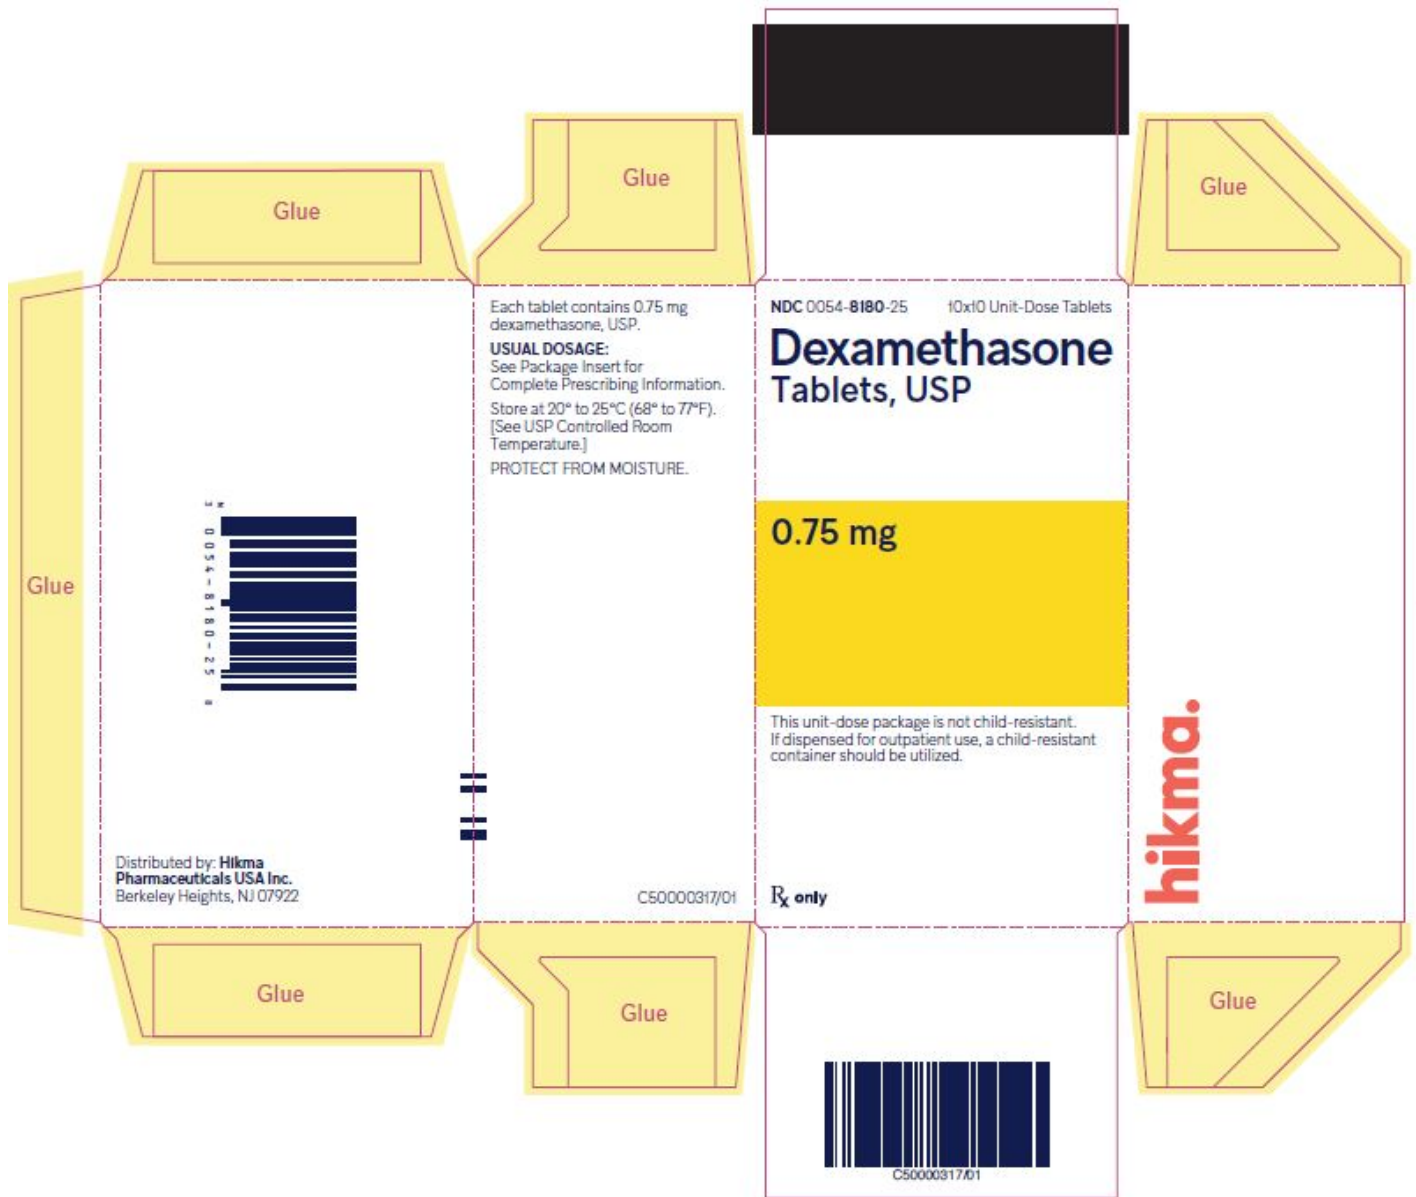 Glue
Glue
Glue
Glue
N
3 0054-8180-25 8
Distributed by: Hikma
Pharmaceuticals USA Inc.
Berkeley Heights, NJ 07922
Glue
Each tablet contains 0.75 mg
dexamethasone, USP.
USUAL DOSAGE:
See Package Insert for
Complete Prescribing Information.
Store at 20° to 25°C (68° to 77°F).
[See USP Controlled Room
Temperature.]
PROTECT FROM MOISTURE.
C50000317/01
Glue
NDC 0054-8180-25 10x10 Unit-Dose Tablets
Dexamethasone
Tablets, USP
0.75 mg
This unit-dose package is not child-resistant.
If dispensed for outpatient use, a child-resistant
container should be utilized.
Rx only
C50000317/01
hikma.
Glue